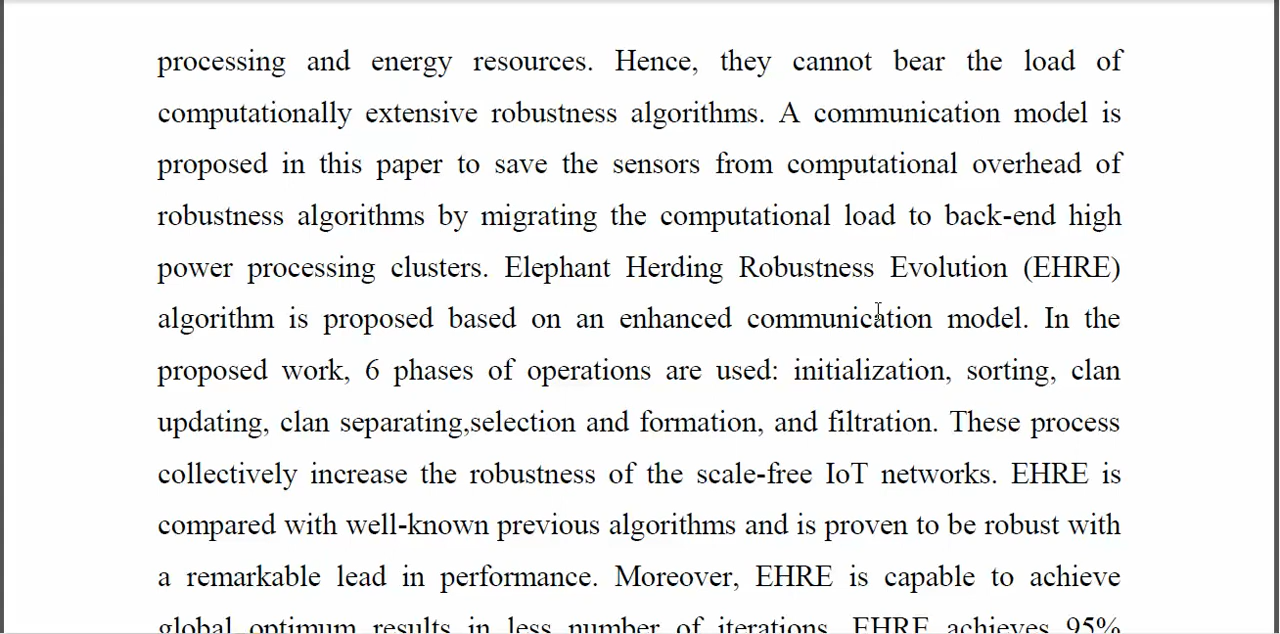 processing and energy resources. Hence, they cannot bear the load of
computationally extensive robustness algorithms. A communication model is
proposed in this paper to save the sensors from computational overhead of
robustness algorithms by migrating the computational load to back-end high
power processing clusters. Elephant Herding Robustness Evolution (EHRE)
algorithm is proposed based on an enhanced communication model. In the
proposed work, 6 phases of operations are used: initialization, sorting, clan
updating, clan separating,selection and formation, and filtration. These process
collectively increase the robustness of the scale-free IoT networks. EHRE is
compared with well-known previous algorithms and is proven to be robust with
a remarkable lead in performance. Moreover, EHRE is capable to achieve
global optimum results in less number of iterations. EHRE achieves 95%